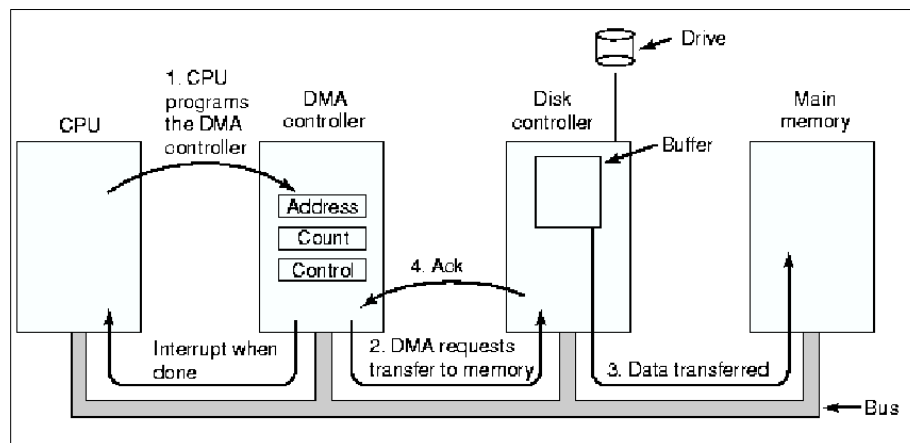 Drive
1. CPU
programs
the DMA
controller
CPU
DMA
controller
Disk
controller
Main
memory
Buffer
Address
Count
Control
4. Ack
Interrupt when
done
2. DMA requests
transfer to memory
3. Data transferred
Bus